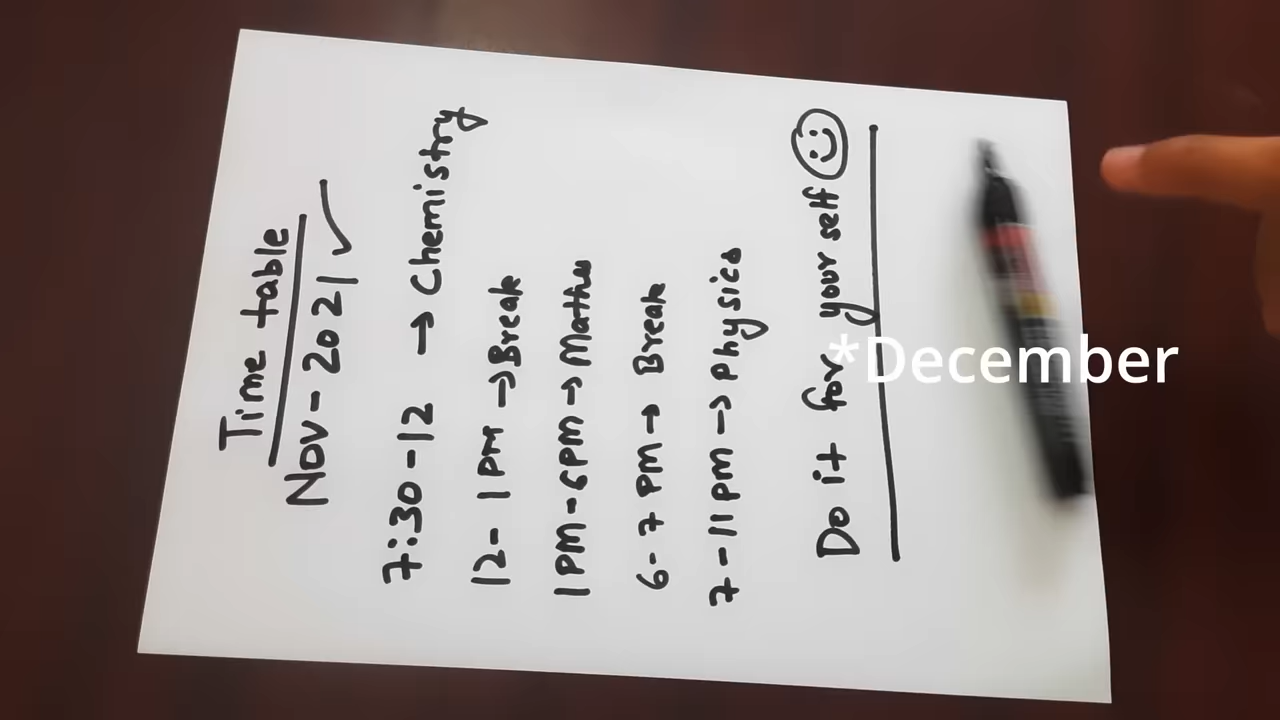 Time table
Nov - 2021 ✓
7:30 - 12 → Chemistry
12 - 1 PM → Break
1 PM - 6 PM → Maths
6 - 7 PM → Break
7 - 11 PM → Physics
Do it for your self ☺
*December